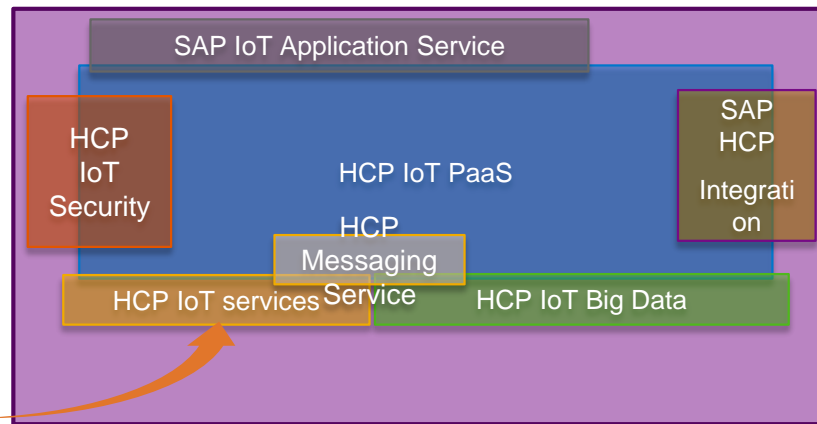 SAP IoT Application Service
HCP
IoT
Security
HCP IoT PaaS
SAP
HCP
Integrati
on
HCP
Messaging
Service
HCP IoT services
HCP IoT Big Data